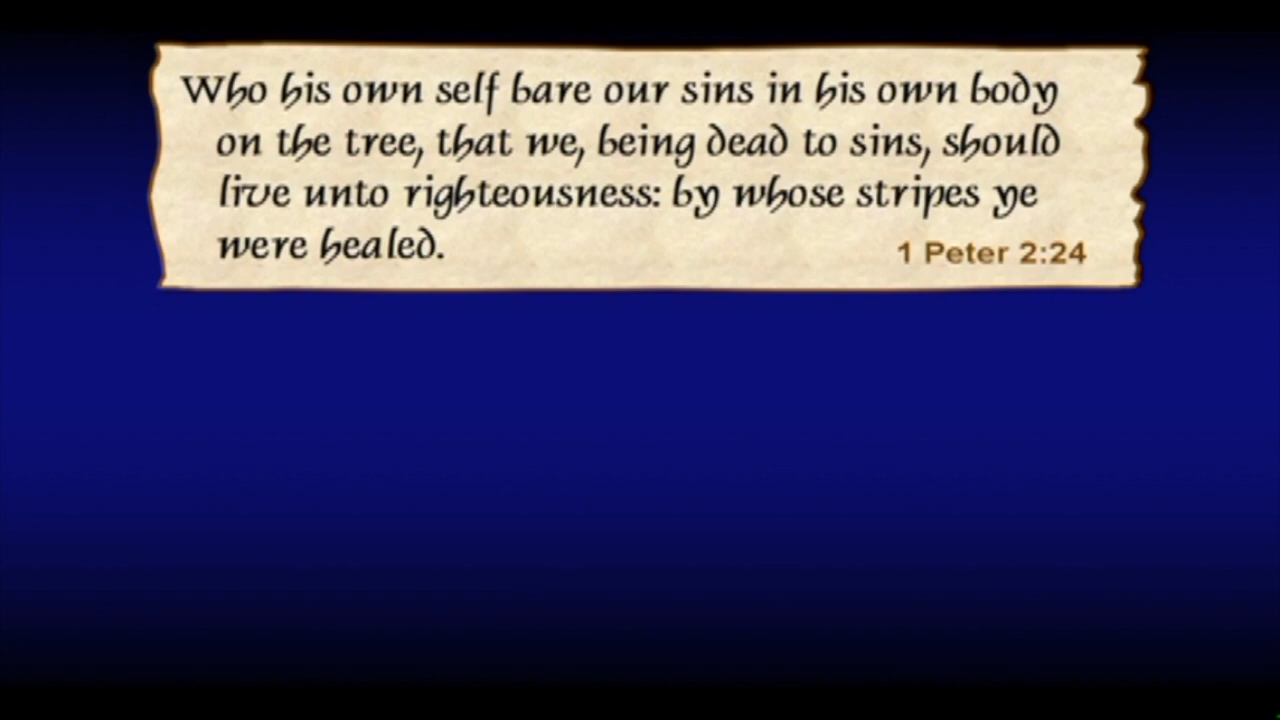 Who his own self bare our sins in his own body
on the tree, that we, being dead to sins, should
live unto righteousness: by whose stripes ye
were healed.
1 Peter 2:24